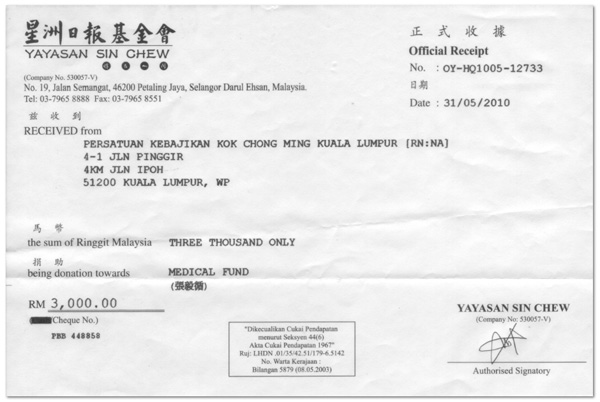 星洲日報基金會
YAYASAN SIN CHEW
(Company No. 530057-V)
No. 19, Jalan Semangat, 46200 Petaling Jaya, Selangor Darul Ehsan, Malaysia.
Tel: 03-7965 8888 Fax: 03-7965 8551
正式收據
Official Receipt
No. : OY-HQ1005-12733
日期
Date : 31/05/2010
茲收到
RECEIVED from
PERSATUAN KEBAJIKAN KOK CHONG MING KUALA LUMPUR [RN:NA]
4-1 JLN PINGGIR
4KM JLN IPOH
51200 KUALA LUMPUR, WP
馬幣
the sum of Ringgit Malaysia THREE THOUSAND ONLY
捐助
being donation towards MEDICAL FUND
(張毅
RM 3,000.00
Cheque No.)
PBB 448858
"Dikecualikan Cukai Pendapatan
menurut Seksyen 44(6)
Akta Cukai Pendapatan 1967"
Ruj: LHDN .01/35/42.51/179-6.5142
No. Warta Kerajaan :
Bilangan 5879 (08.05.2003)
YAYASAN SIN CHEW
(Company No: 530057-V)
Authorised Signatory